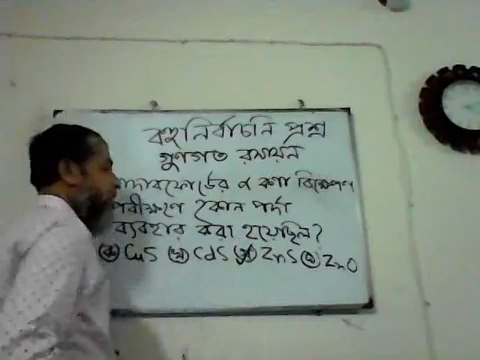 বহুনির্বাচনি প্রশ্ন
গুণগত রসায়ন
রাদারফোর্ডের α কণা বিক্ষেপণ
পরীক্ষণে কোন পর্দা
ব্যবহার করা হয়েছিল?
CuS CdS ZnS ZnO